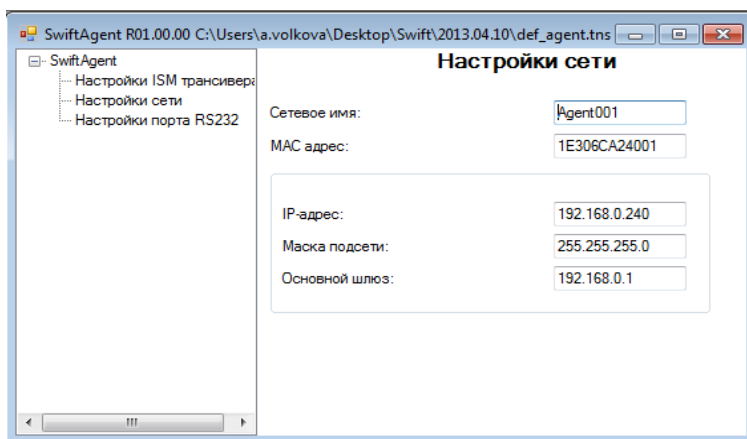 SwiftAgent R01.00.00 C:\Users\a.volkova\Desktop\Swift\2013.04.10\def_agent.tns
SwiftAgent
Настройки ISM трансивера
Настройки сети
Настройки порта RS232
Настройки сети
Сетевое имя: Agent001
MAC адрес: 1E306CA24001
IP-адрес: 192.168.0.240
Маска подсети: 255.255.255.0
Основной шлюз: 192.168.0.1